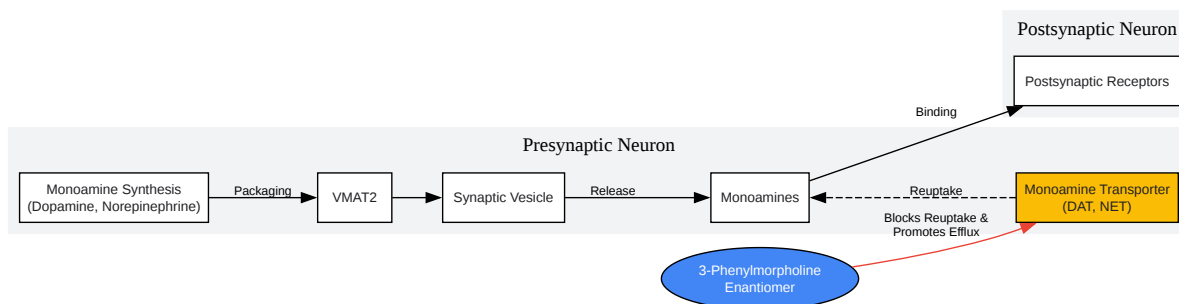 Postsynaptic Neuron
Postsynaptic Receptors
Binding
Presynaptic Neuron
Monoamine Synthesis
(Dopamine, Norepinephrine)
Packaging
VMAT2
Synaptic Vesicle
Release
Monoamines
Reuptake
Monoamine Transporter
(DAT, NET)
Blocks Reuptake &
Promotes Efflux
3-Phenylmorpholine
Enantiomer